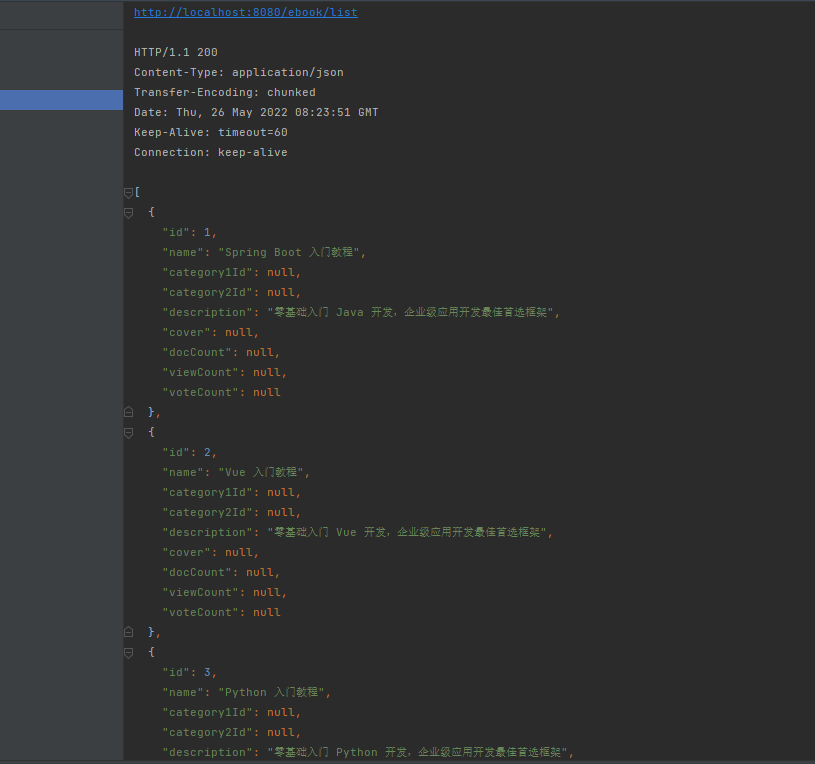 http://localhost:8080/ebook/list
HTTP/1.1 200
Content-Type: application/json
Transfer-Encoding: chunked
Date: Thu, 26 May 2022 08:23:51 GMT
Keep-Alive: timeout=60
Connection: keep-alive
[
{
"id": 1,
"name": "Spring Boot 入门教程",
"category1Id": null,
"category2Id": null,
"description": "零基础入门 Java 开发，企业级应用开发最佳首选框架",
"cover": null,
"docCount": null,
"viewCount": null,
"voteCount": null
},
{
"id": 2,
"name": "Vue 入门教程",
"category1Id": null,
"category2Id": null,
"description": "零基础入门 Vue 开发，企业级应用开发最佳首选框架",
"cover": null,
"docCount": null,
"viewCount": null,
"voteCount": null
},
{
"id": 3,
"name": "Python 入门教程",
"category1Id": null,
"category2Id": null,
"description": "零基础入门 Python 开发，企业级应用开发最佳首选框架",